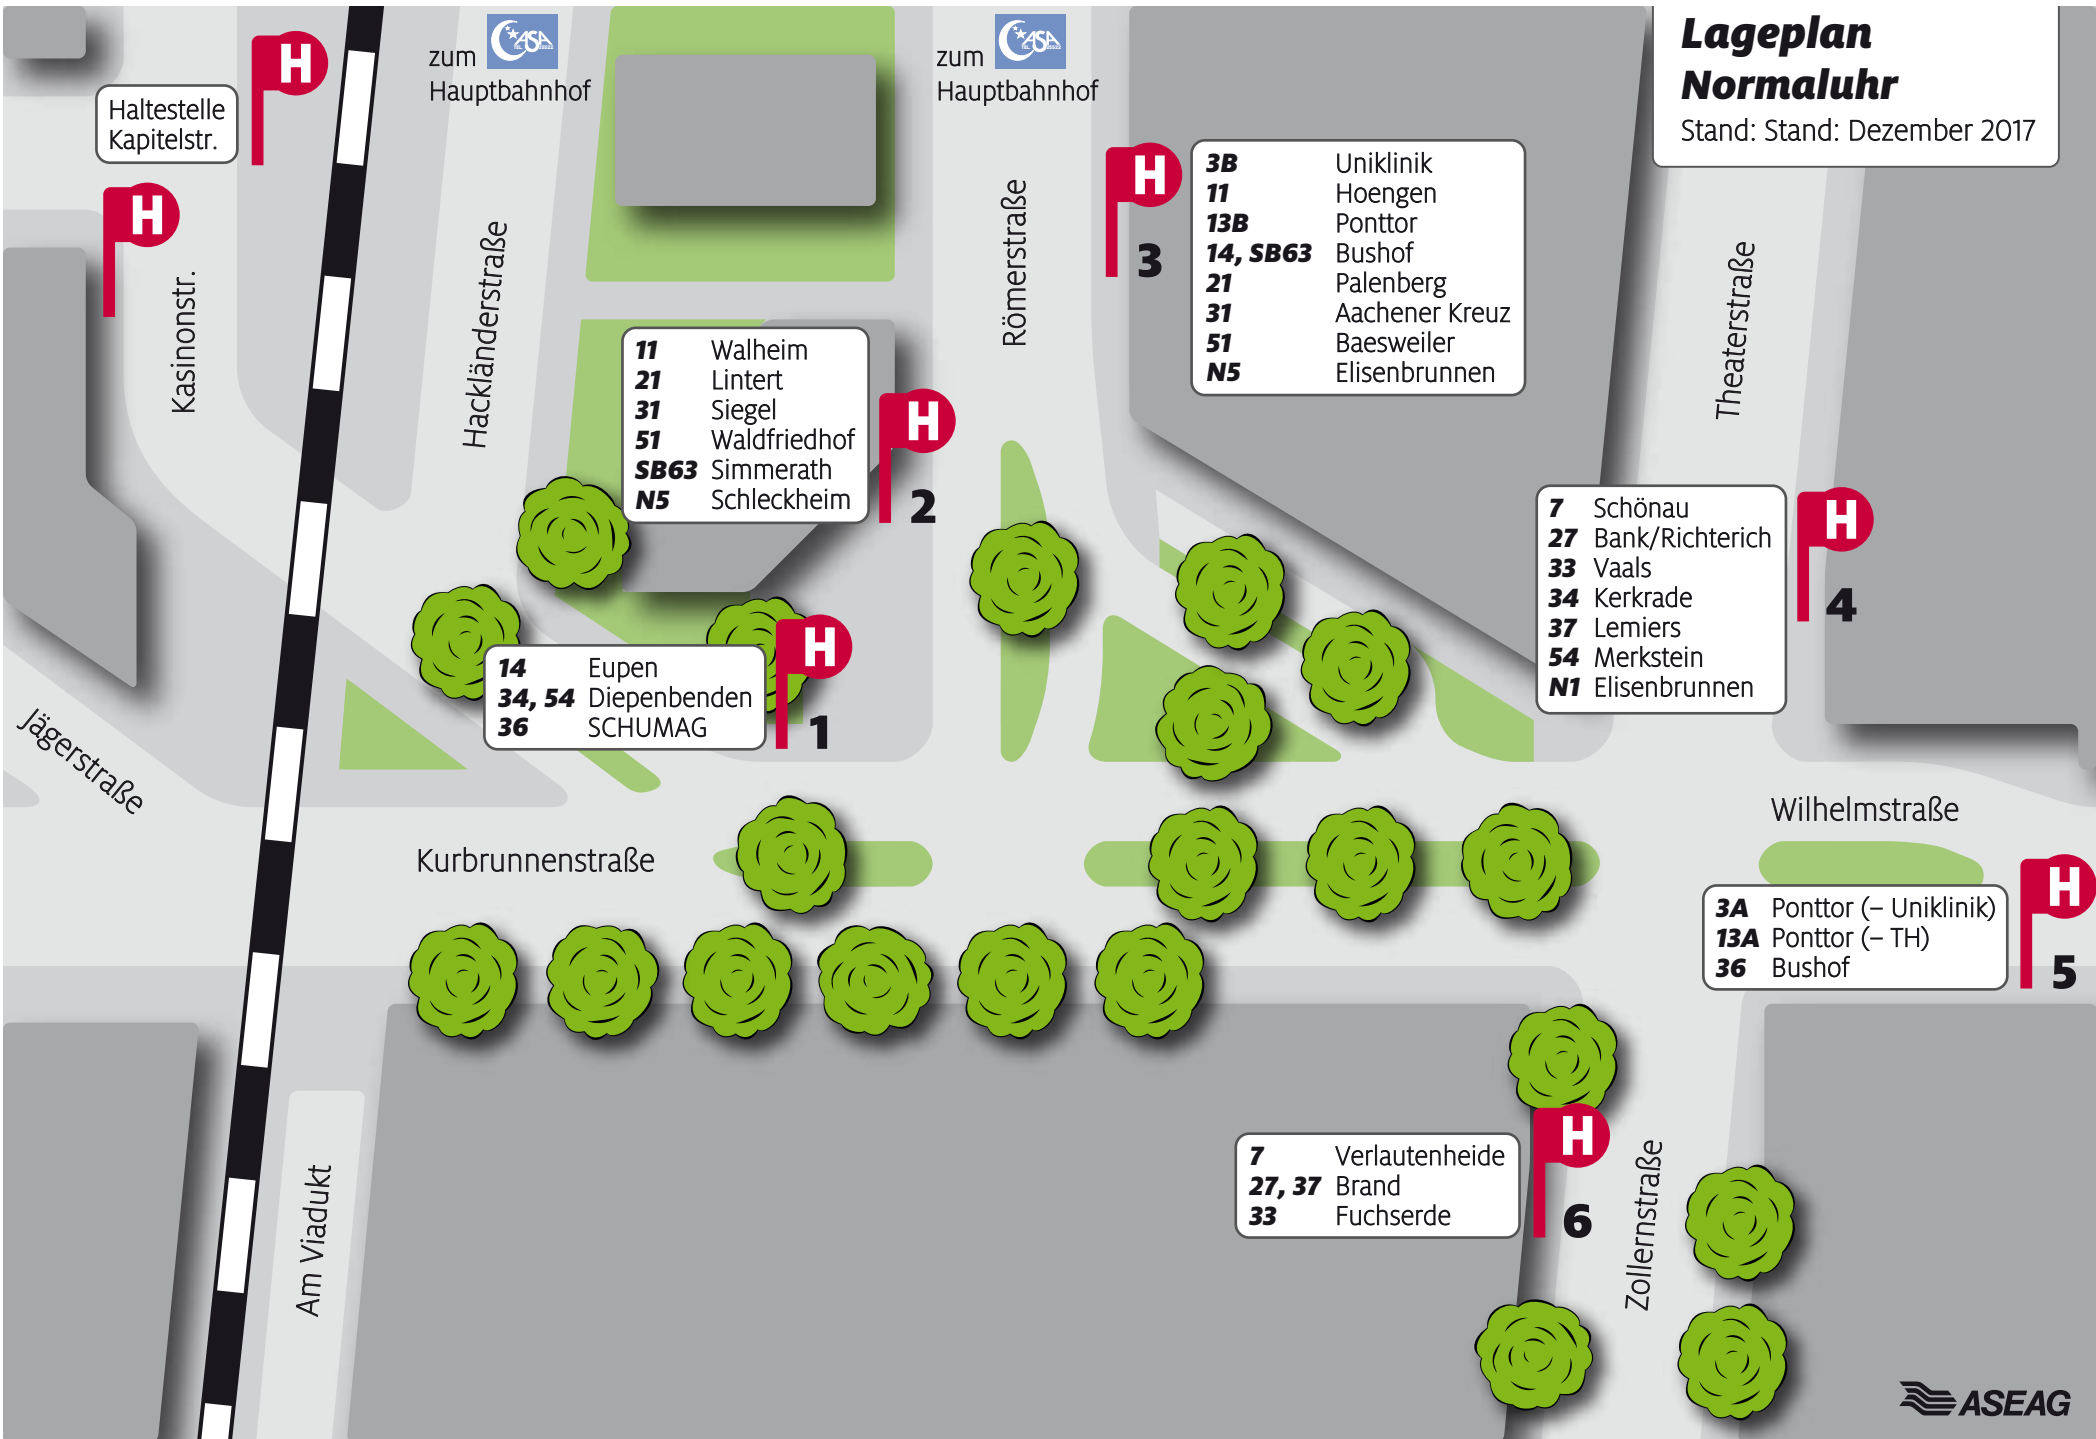 Lageplan
Normaluhr
Stand: Stand: Dezember 2017
zum ASA
Hauptbahnhof
zum ASA
Hauptbahnhof
H
Haltestelle
Kapitelstr.
H
Kasinonstr.
Hackländerstraße
Römerstraße
Theaterstraße
H
3
3B Uniklinik
11 Hoengen
13B Ponttor
14, SB63 Bushof
21 Palenberg
31 Aachener Kreuz
51 Baesweiler
N5 Elisenbrunnen
11 Walheim
21 Lintert
31 Siegel
51 Waldfriedhof
SB63 Simmerath
N5 Schleckheim
H
2
7 Schönau
27 Bank/Richterich
33 Vaals
34 Kerkrade
37 Lemiers
54 Merkstein
N1 Elisenbrunnen
H
4
14 Eupen
34, 54 Diepenbenden
36 SCHUMAG
H
1
Jägerstraße
Kurbrunnenstraße
Wilhelmstraße
3A Ponttor (– Uniklinik)
13A Ponttor (– TH)
36 Bushof
H
5
7 Verlautenheide
27, 37 Brand
33 Fuchserde
H
6
Am Viadukt
Zollernstraße
ASEAG